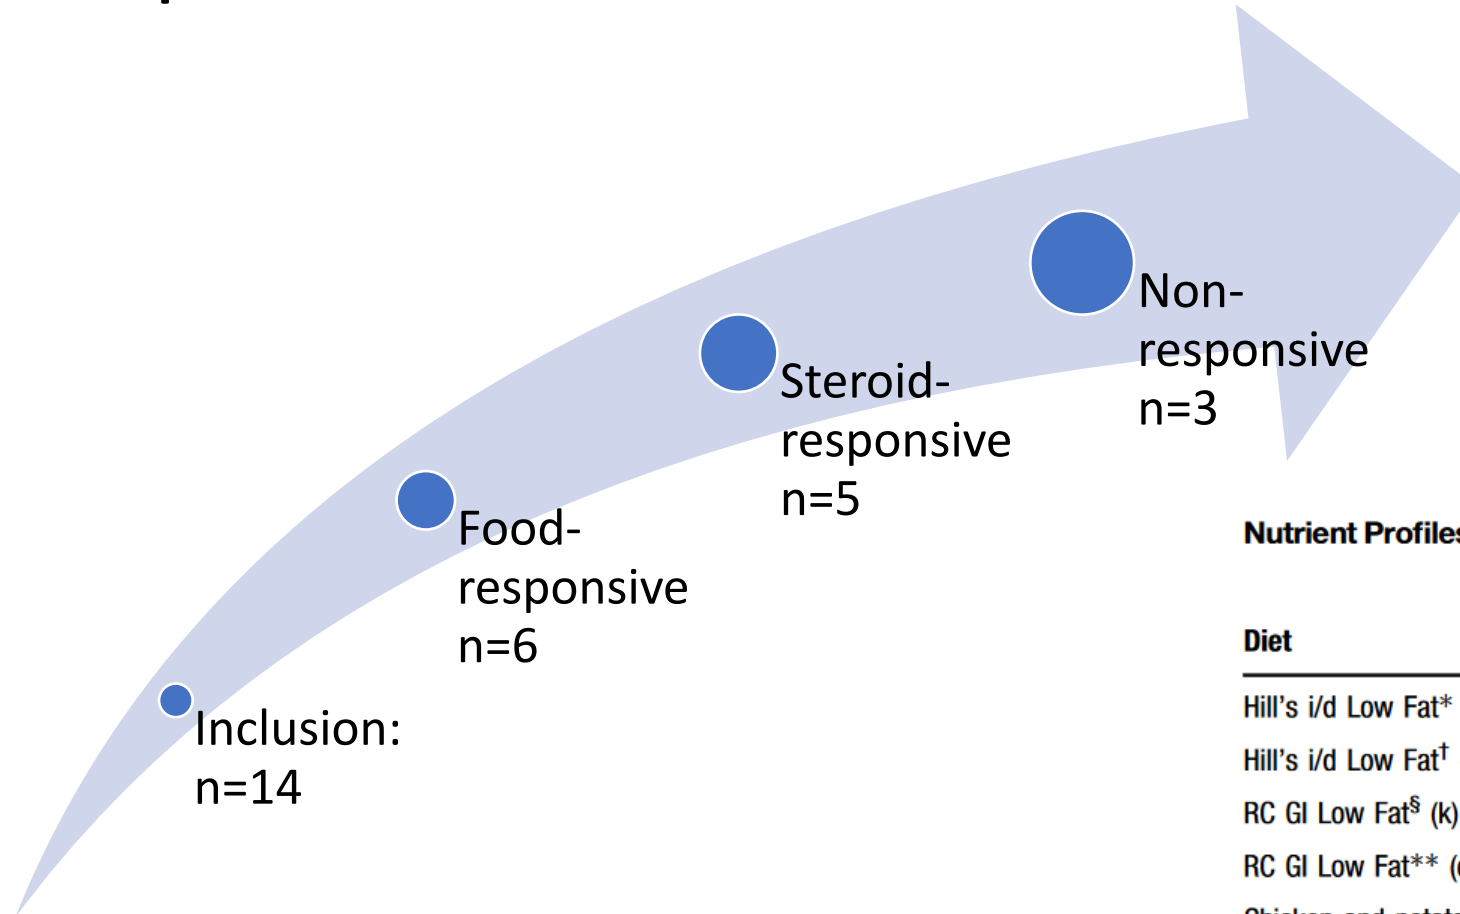 Non-
responsive
n=3
Steroid-
responsive
n=5
Food-
responsive
n=6
Inclusion:
n=14
Nutrient Profiles
Diet
Hill's i/d Low Fat*
Hill's i/d Low Fat†
RC GI Low Fat§ (k)
RC GI Low Fat**